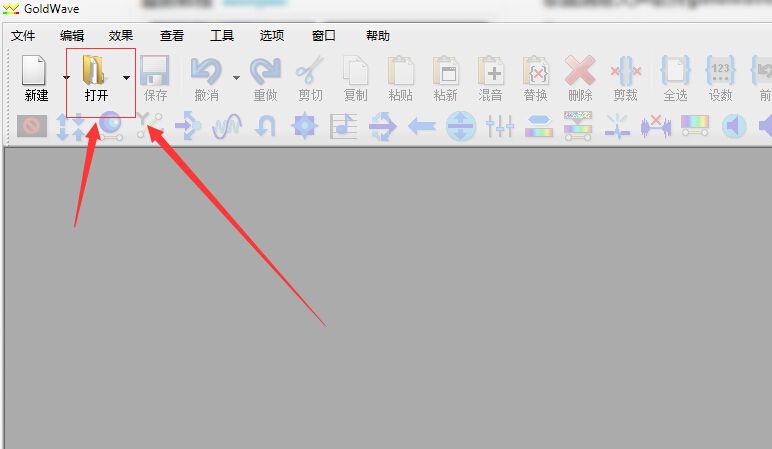 GoldWave
文件 编辑 效果 查看 工具 选项 窗口 帮助
新建 打开 保存 撤消 重做 剪切 复制 粘贴 粘新 混音 替换 删除 剪裁 全选 设数 前
123